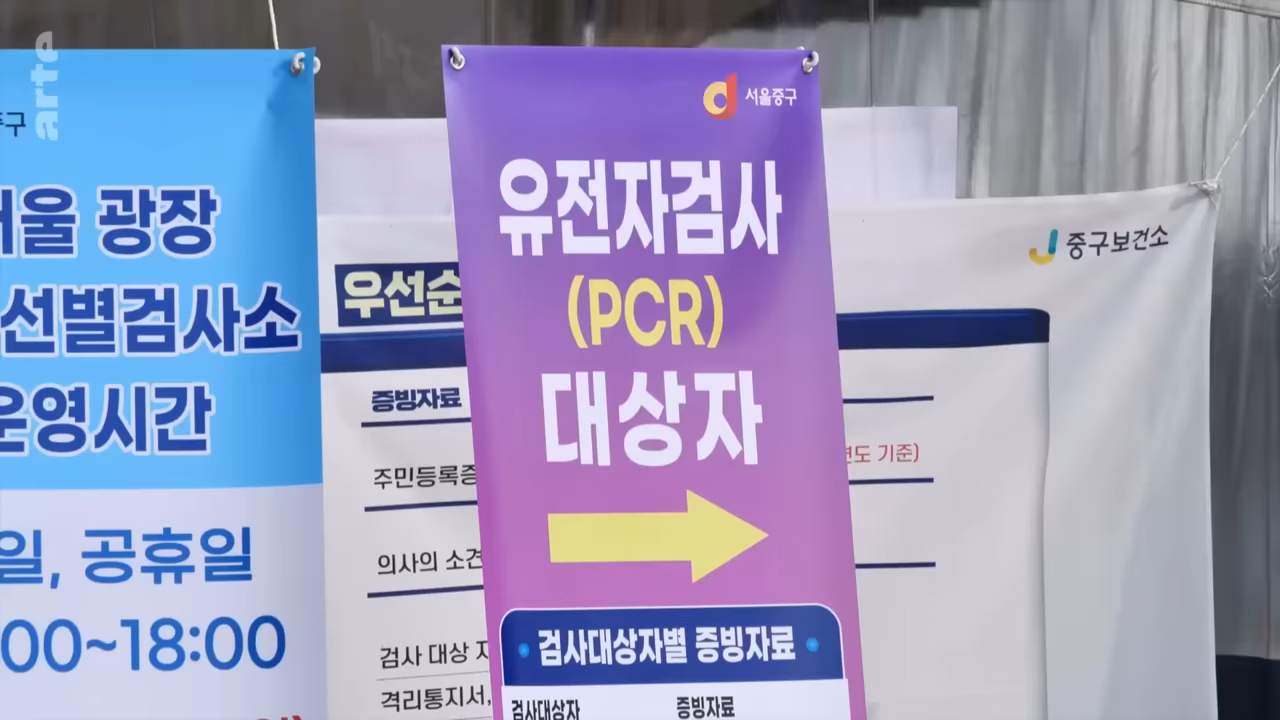 arte
서울 광장
선별검사소
운영시간
일, 공휴일
00~18:00
우선순
증빙자료
주민등록증
의사의 소견
검사 대상
격리통지서,
서울중구
유전자검사
(PCR)
대상자
검사대상자별 증빙자료
검사대상자 증빙자료
중구보건소
기준)